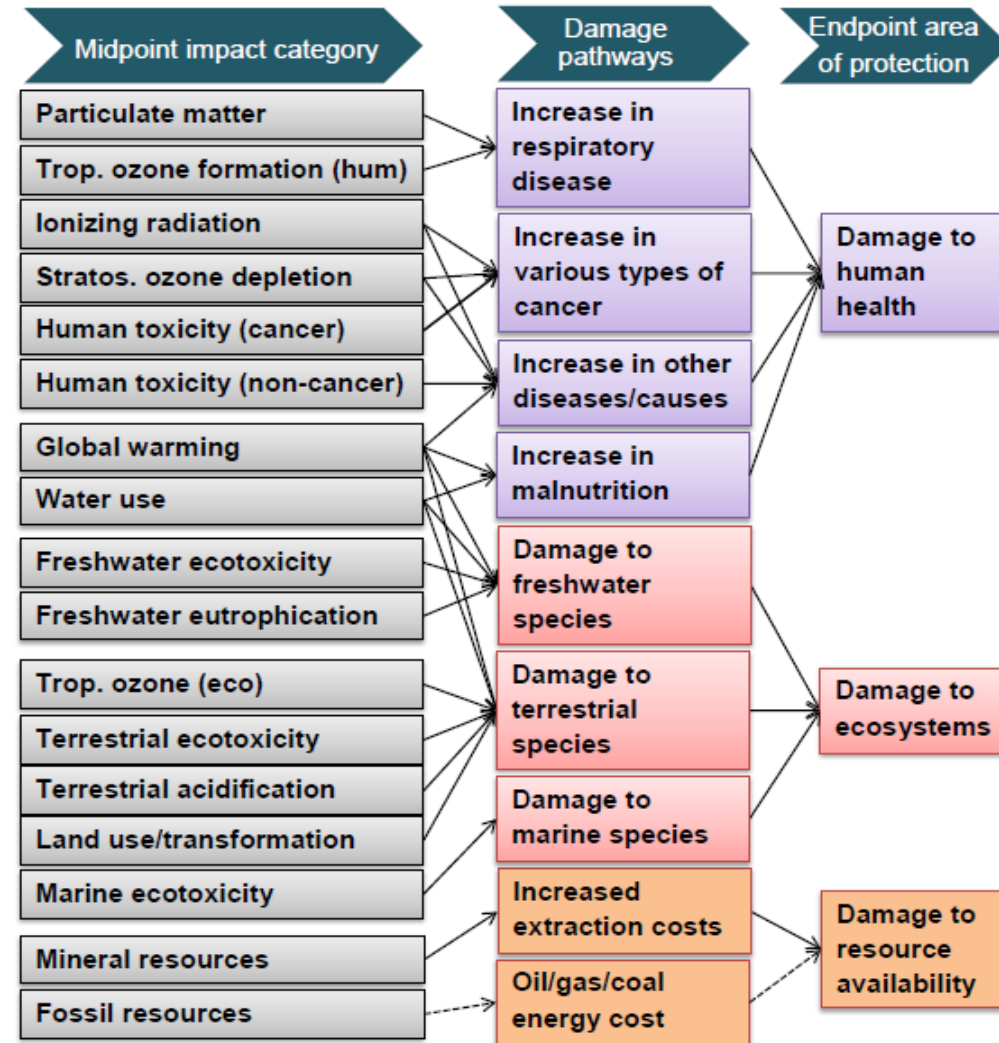 Midpoint impact category
Damage
pathways
Endpoint area
of protection
Particulate matter
Trop. ozone formation (hum)
Ionizing radiation
Stratos. ozone depletion
Human toxicity (cancer)
Human toxicity (non-cancer)
Global warming
Water use
Freshwater ecotoxicity
Freshwater eutrophication
Trop. ozone (eco)
Terrestrial ecotoxicity
Terrestrial acidification
Land use/transformation
Marine ecotoxicity
Mineral resources
Fossil resources
Increase in
respiratory
disease
Increase in
various types of
cancer
Increase in other
diseases/causes
Increase in
malnutrition
Damage to
freshwater
species
Damage to
terrestrial
species
Damage to
marine species
Increased
extraction costs
Oil/gas/coal
energy cost
Damage to
human
health
Damage to
ecosystems
Damage to
resource
availability